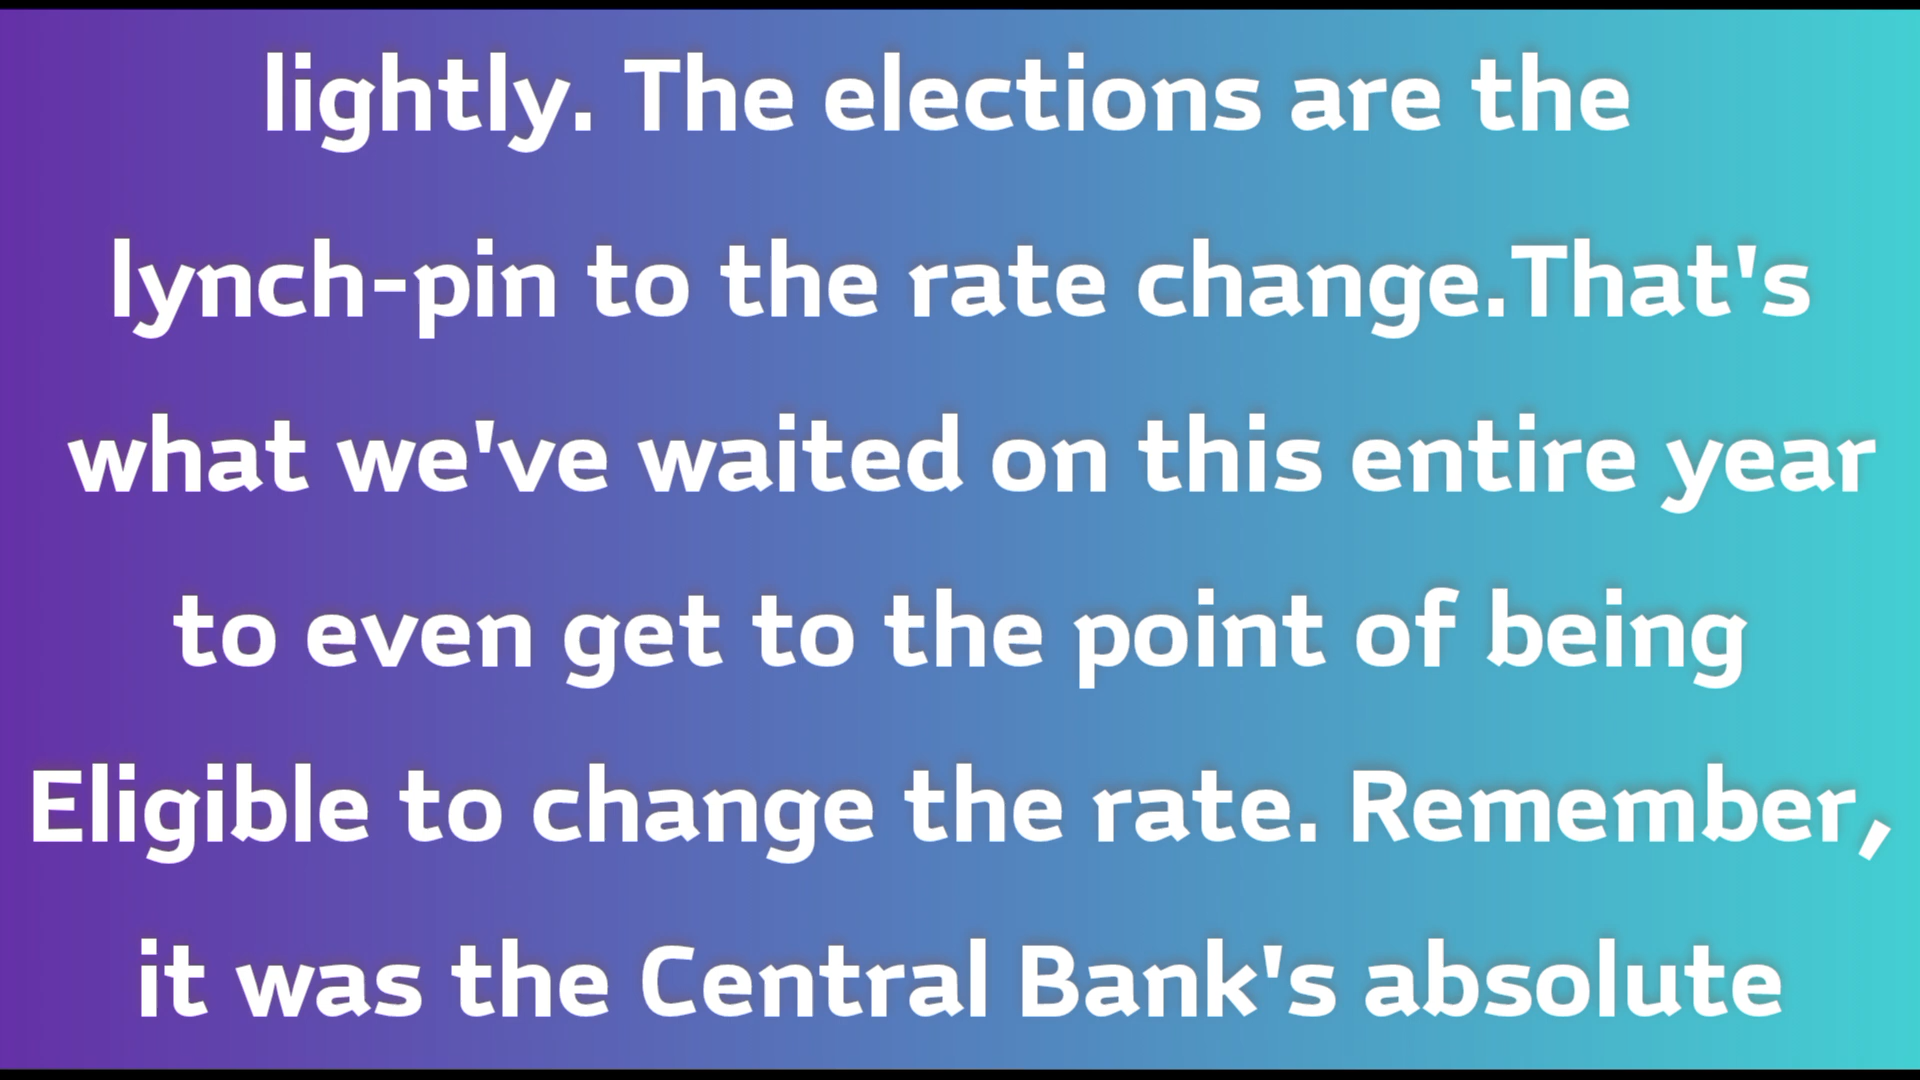 lightly. The elections are the
lynch-pin to the rate change.That's
what we've waited on this entire year
to even get to the point of being
Eligible to change the rate. Remember,
it was the Central Bank's absolute